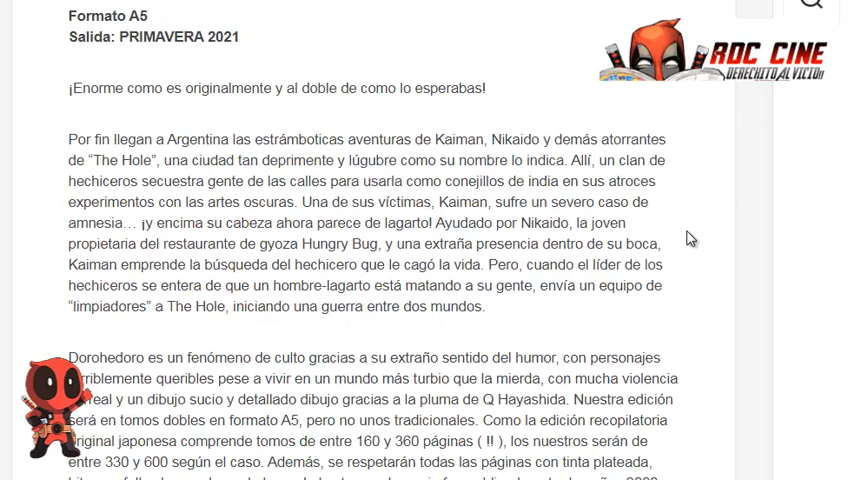 Formato A5
Salida: PRIMAVERA 2021
RDC CINE
DERECHITO AL VICIO!!
¡Enorme como es originalmente y al doble de como lo esperabas!
Por fin llegan a Argentina las estrámboticas aventuras de Kaiman, Nikaido y demás atorrantes
de “The Hole”, una ciudad tan deprimente y lúgubre como su nombre lo indica. Allí, un clan de
hechiceros secuestra gente de las calles para usarla como conejillos de india en sus atroces
experimentos con las artes oscuras. Una de sus víctimas, Kaiman, sufre un severo caso de
amnesia… ¡y encima su cabeza ahora parece de lagarto! Ayudado por Nikaido, la joven
propietaria del restaurante de gyoza Hungry Bug, y una extraña presencia dentro de su boca,
Kaiman emprende la búsqueda del hechicero que le cagó la vida. Pero, cuando el líder de los
hechiceros se entera de que un hombre-lagarto está matando a su gente, envía un equipo de
“limpiadores” a The Hole, iniciando una guerra entre dos mundos.
Dorohedoro es un fenómeno de culto gracias a su extraño sentido del humor, con personajes
rriblemente queribles pese a vivir en un mundo más turbio que la mierda, con mucha violencia
real y un dibujo sucio y detallado dibujo gracias a la pluma de Q Hayashida. Nuestra edición
será en tomos dobles en formato A5, pero no unos tradicionales. Como la edición recopilatoria
original japonesa comprende tomos de entre 160 y 360 páginas ( !! ), los nuestros serán de
entre 330 y 600 según el caso. Además, se respetarán todas las páginas con tinta plateada,